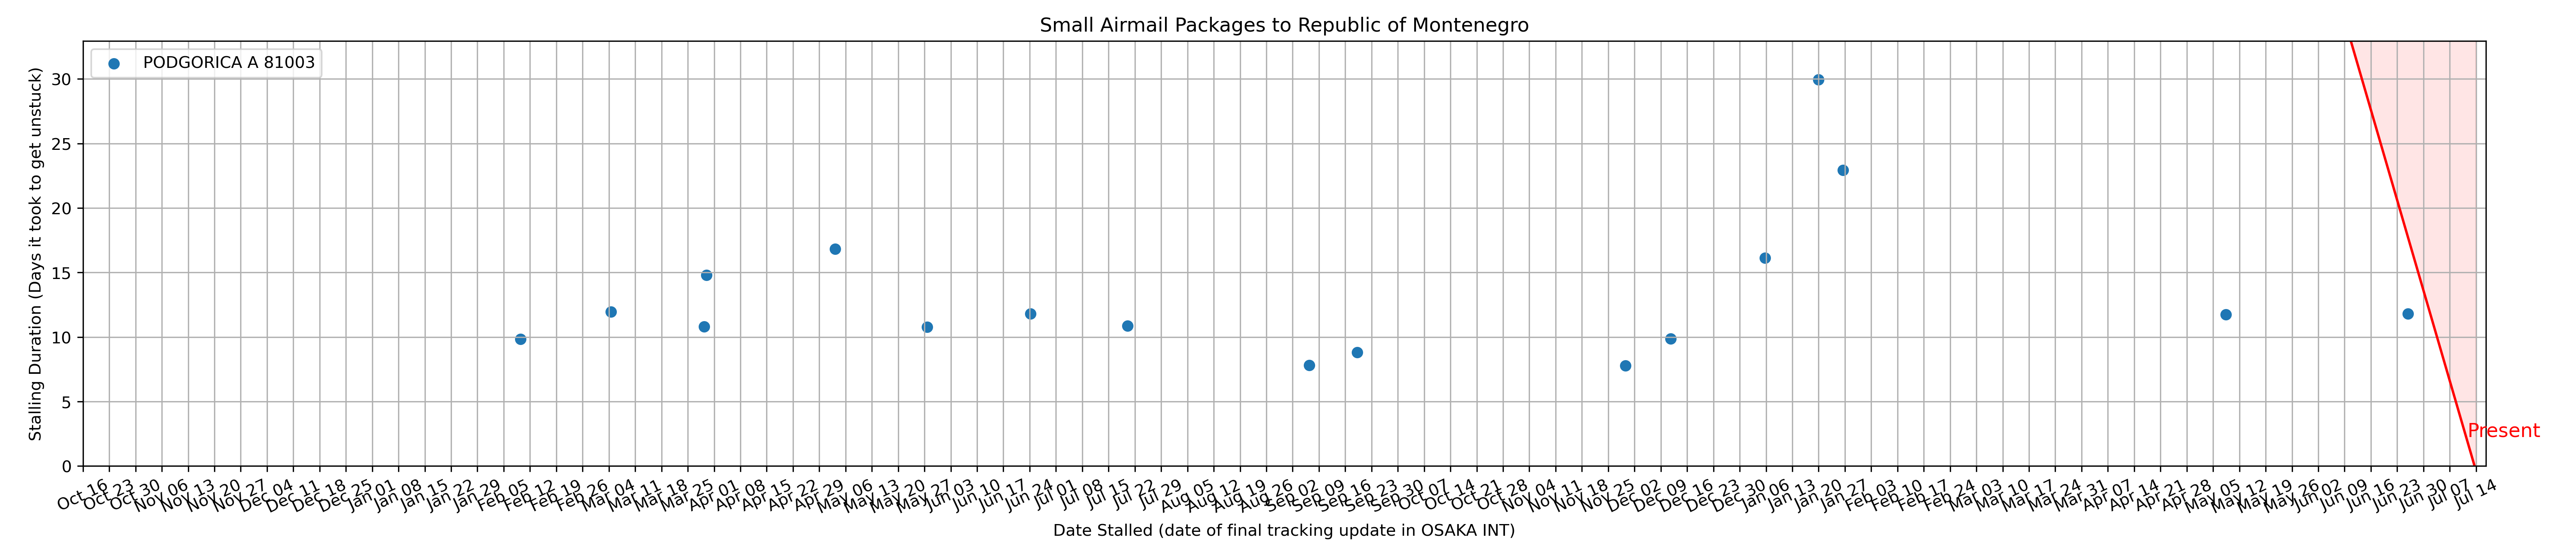 Small Airmail Packages to Republic of Montenegro
PODGORICA A 81003
Stalling Duration (Days it took to get unstuck)
30
25
20
15
10
5
0
Present
Oct 16
Oct 23
Oct 30
Nov 06
Nov 13
Nov 20
Nov 27
Dec 04
Dec 11
Dec 18
Dec 25
Jan 01
Jan 08
Jan 15
Jan 22
Jan 29
Feb 05
Feb 12
Feb 19
Feb 26
Mar 04
Mar 11
Mar 18
Mar 25
Apr 01
Apr 08
Apr 15
Apr 22
Apr 29
May 06
May 13
May 20
May 27
Jun 03
Jun 10
Jun 17
Jun 24
Jul 01
Jul 08
Jul 15
Jul 22
Jul 29
Aug 05
Aug 12
Aug 19
Aug 26
Sep 02
Sep 09
Sep 16
Sep 23
Sep 30
Oct 07
Oct 14
Oct 21
Oct 28
Nov 04
Nov 11
Nov 18
Nov 25
Dec 02
Dec 09
Dec 16
Dec 23
Dec 30
Jan 06
Jan 13
Jan 20
Jan 27
Feb 03
Feb 10
Feb 17
Feb 24
Mar 03
Mar 10
Mar 17
Mar 24
Mar 31
Apr 07
Apr 14
Apr 21
Apr 28
May 05
May 12
May 19
May 26
Jun 02
Jun 09
Jun 16
Jun 23
Jun 30
Jul 07
Jul 14
Date Stalled (date of final tracking update in OSAKA INT)